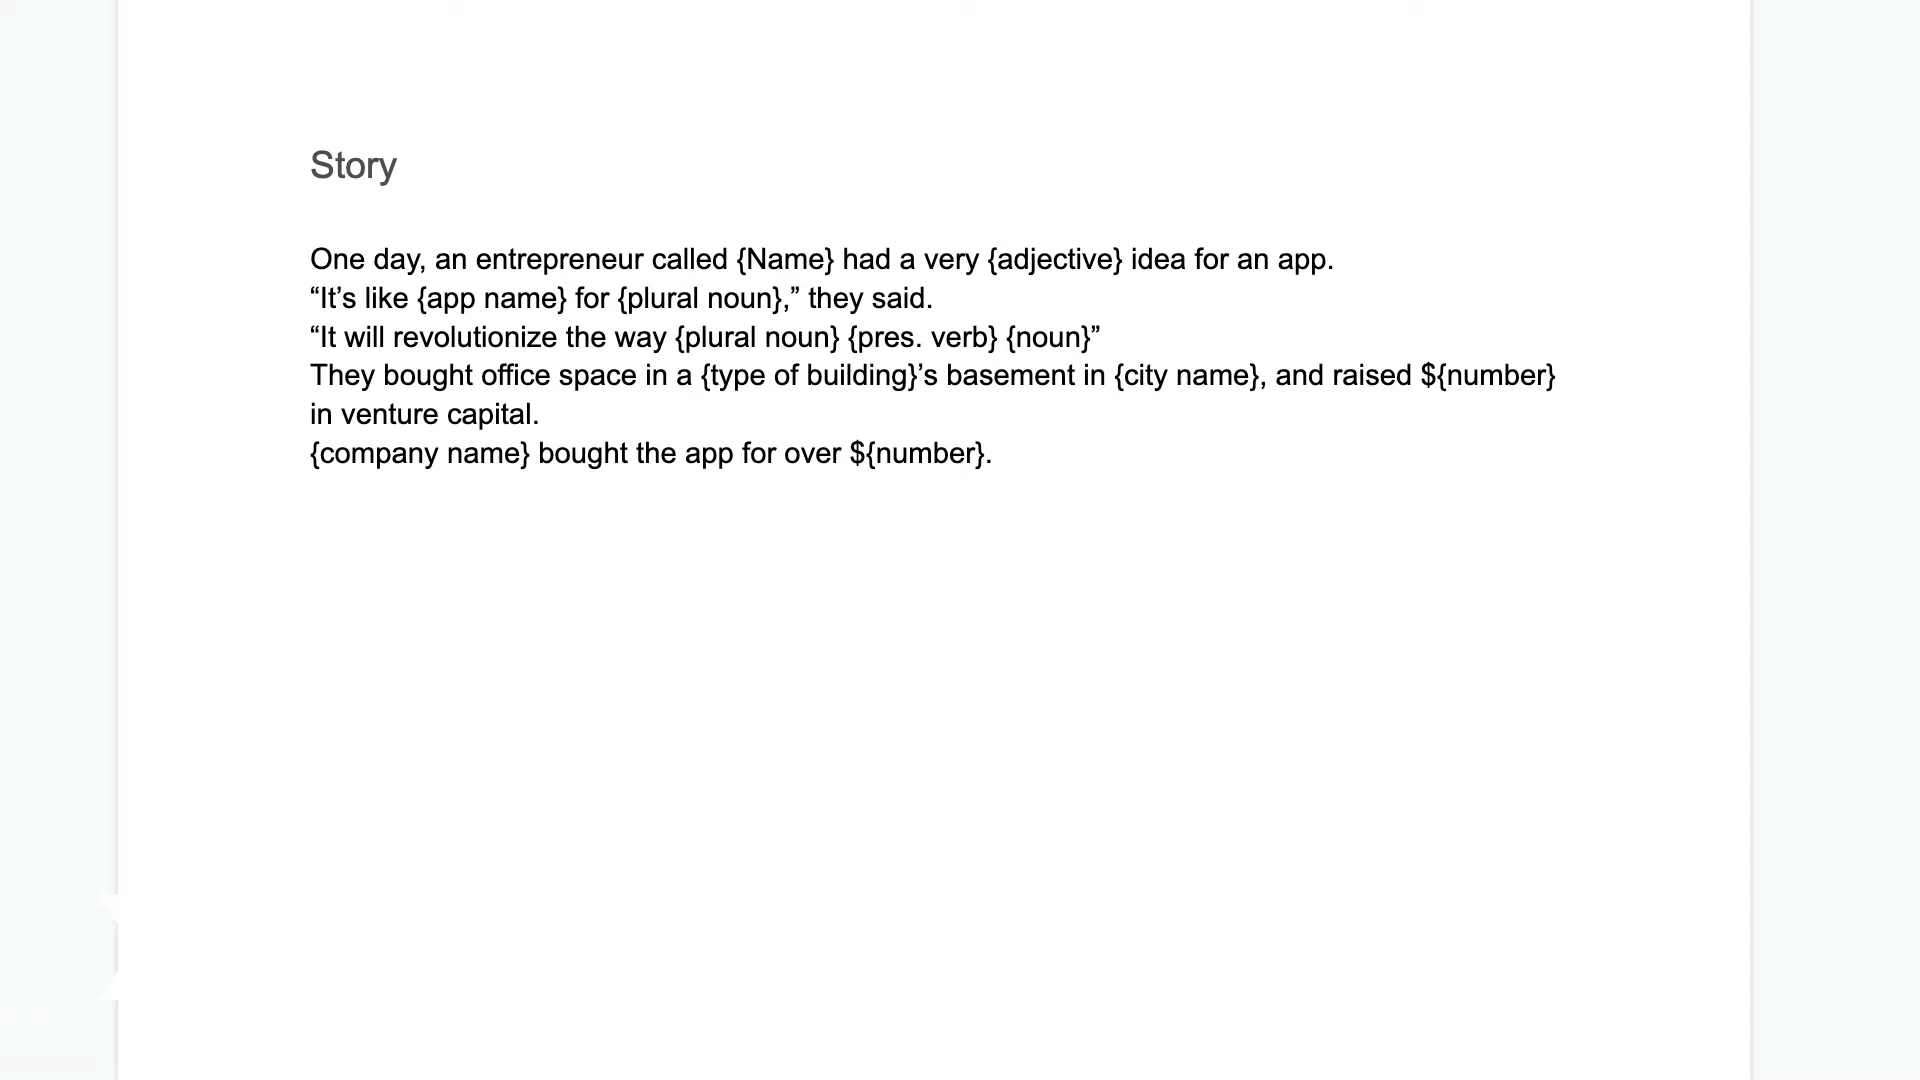 Story
One day, an entrepreneur called {Name} had a very {adjective} idea for an app.
“It’s like {app name} for {plural noun},” they said.
“It will revolutionize the way {plural noun} {pres. verb} {noun}”
They bought office space in a {type of building}’s basement in {city name}, and raised ${number}
in venture capital.
{company name} bought the app for over ${number}.